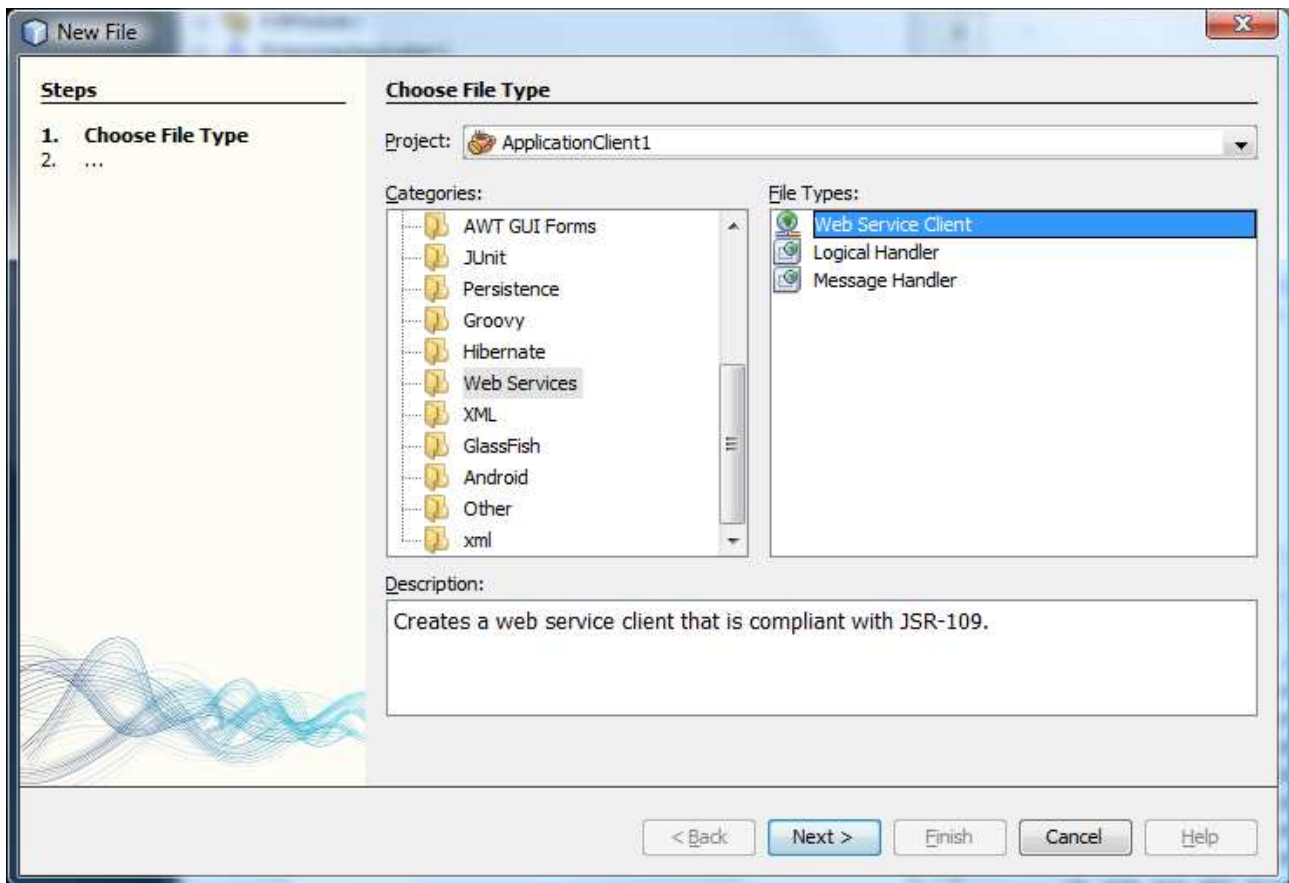 New File
Steps
1. Choose File Type
2. ...
Choose File Type
Project: ApplicationClient1
Categories:
AWT GUI Forms
JUnit
Persistence
Groovy
Hibernate
Web Services
XML
GlassFish
Android
Other
xml
File Types:
Web Service Client
Logical Handler
Message Handler
Description:
Creates a web service client that is compliant with JSR-109.
< Back
Next >
Finish
Cancel
Help